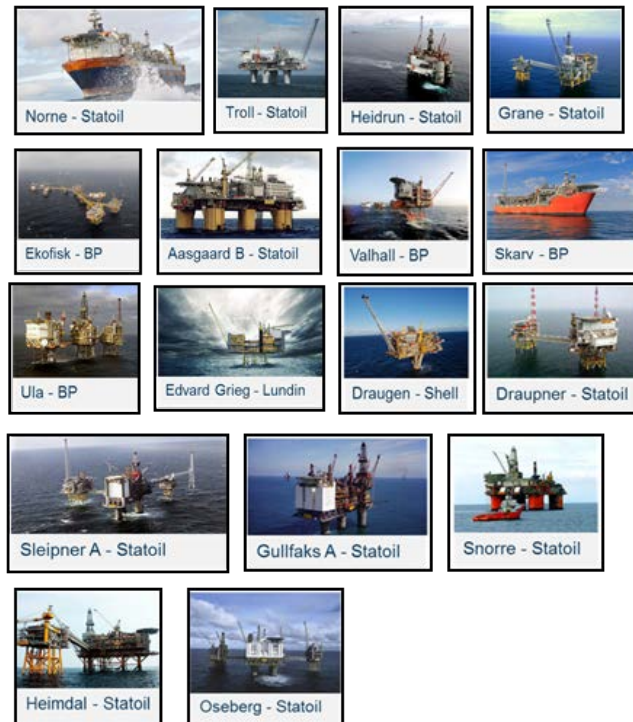 Norne - Statoil
Troll - Statoil
Heidrun - Statoil
Grane - Statoil
Ekofisk - BP
Aasgaard B - Statoil
Valhall - BP
Skarv - BP
Ula - BP
Edvard Grieg - Lundin
Draugen - Shell
Draupner - Statoil
Sleipner A - Statoil
Gullfaks A - Statoil
Snorre - Statoil
Heimdal - Statoil
Oseberg - Statoil